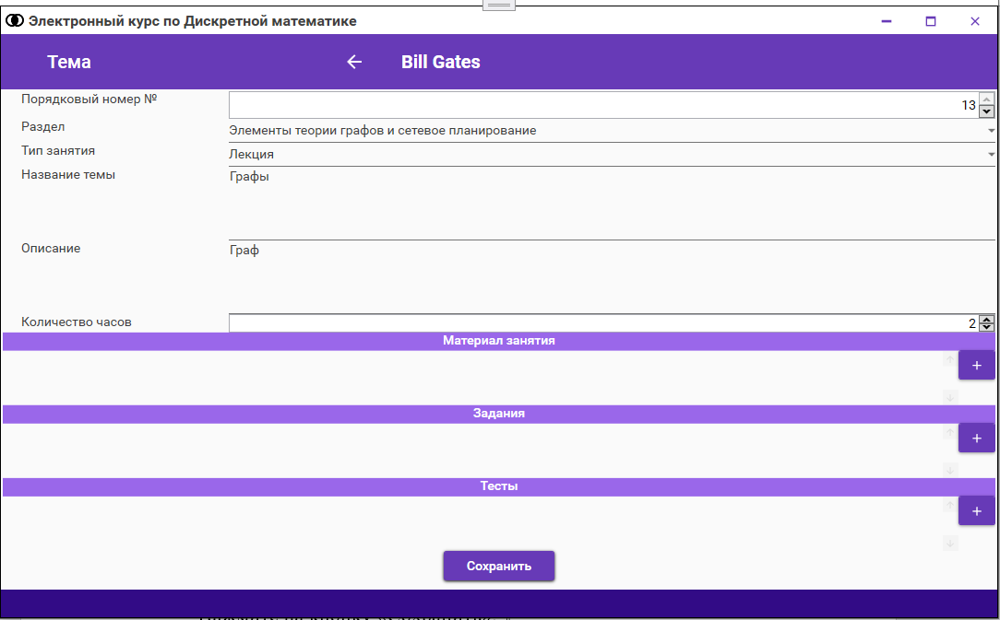 Электронный курс по Дискретной математике
Тема
Bill Gates
Порядковый номер №
13
Раздел
Элементы теории графов и сетевое планирование
Тип занятия
Лекция
Название темы
Графы
Описание
Граф
Количество часов
2
Материал занятия
+
Задания
+
Тесты
+
Сохранить